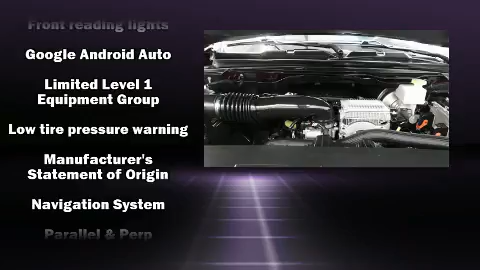 Front reading lights
Google Android Auto
Limited Level 1
Equipment Group
Low tire pressure warning
Manufacturer's
Statement of Origin
Navigation System
Parallel & Perp